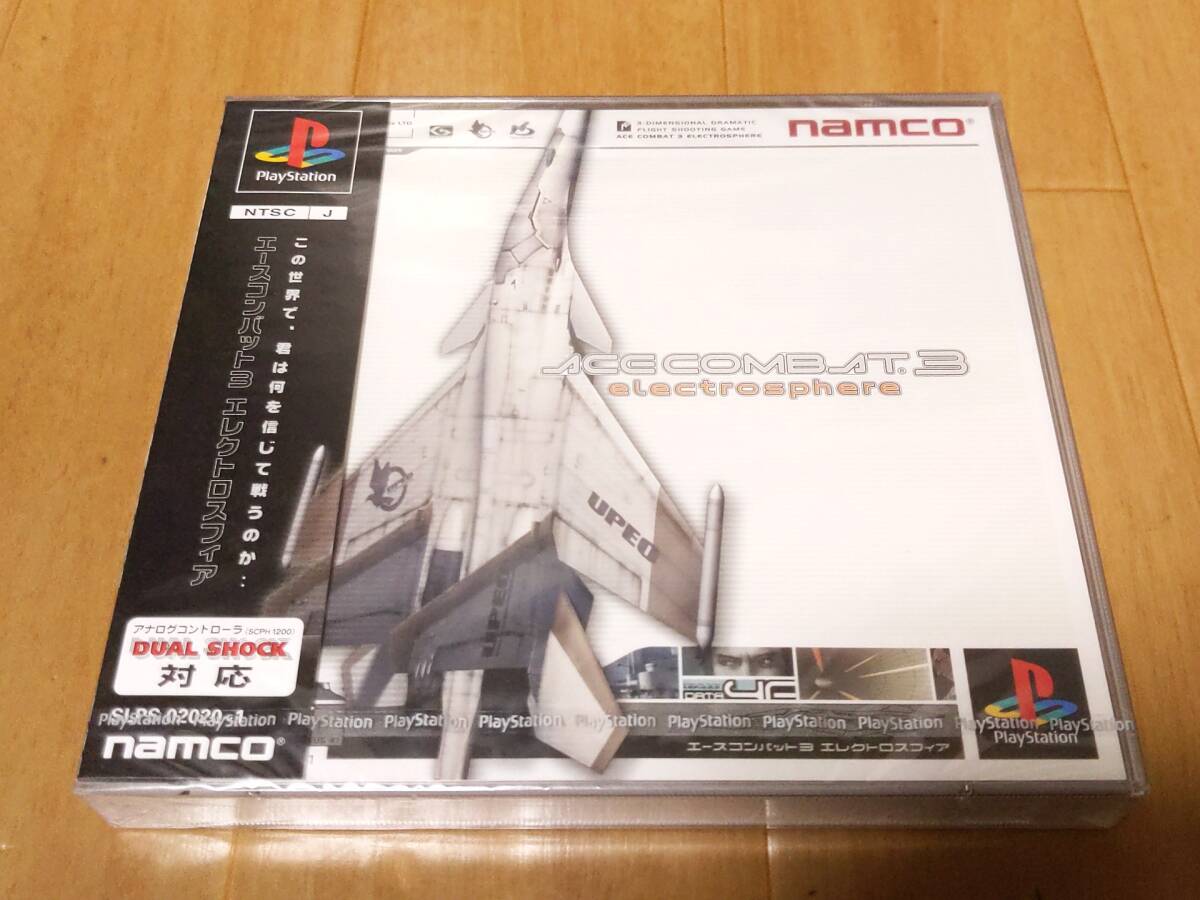 PlayStation
NTSC J
この世界で、君は何を信じて戦うのか..
エースコンバット3 エレクトロスフィア
アナログコントローラ(SCPH 1200)
DUAL SHOCK
対応
SLPS 02020~1
namco®
3-DIMENSIONAL DRAMATIC
FLIGHT SHOOTING GAME
ACE COMBAT 3 ELECTROSPHERE
namco®
ACE COMBAT® 3
electrosphere
UPEO
UPEO
DATA 42
PlayStation PlayStation PlayStation PlayStation PlayStation PlayStation PlayStation PlayStation PlayStation PlayStation PlayStation
エースコンバット3 エレクトロスフィア
PlayStation